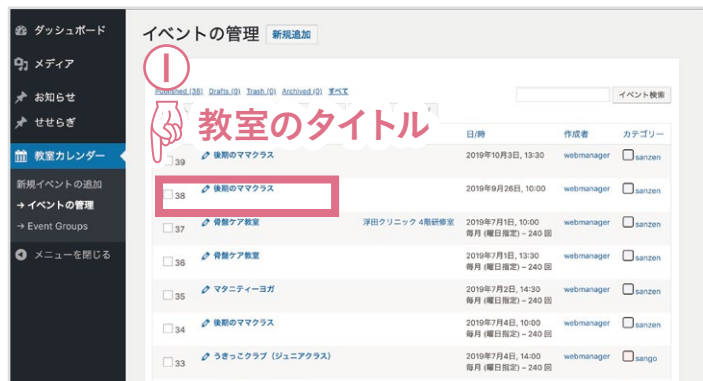 ダッシュボード
メディア
お知らせ
せせらぎ
教室カレンダー
新規イベントの追加
→ イベントの管理
→ Event Groups
メニューを閉じる
イベントの管理 新規追加
①
Published (38) Drafts (0) Trash (0) Archived (0) すべて
イベント検索
教室のタイトル
日/時 作成者 カテゴリー
39 後期のママクラス 2019年10月3日, 13:30 webmanager sanzen
38 後期のママクラス 2019年9月26日, 10:00 webmanager sanzen
37 骨盤ケア教室 浮田クリニック 4階研修室 2019年7月1日, 10:00 webmanager sanzen
毎月 (曜日指定) – 240 回
36 骨盤ケア教室 2019年7月1日, 13:30 webmanager sanzen
毎月 (曜日指定) – 240 回
35 マタニティーヨガ 2019年7月2日, 14:30 webmanager sanzen
毎月 (曜日指定) – 240 回
34 後期のママクラス 2019年7月4日, 10:00 webmanager sanzen
毎月 (曜日指定) – 240 回
33 うきっこクラブ（ジュニアクラス） 2019年7月4日, 14:00 webmanager sango
毎月 (曜日指定) – 240 回